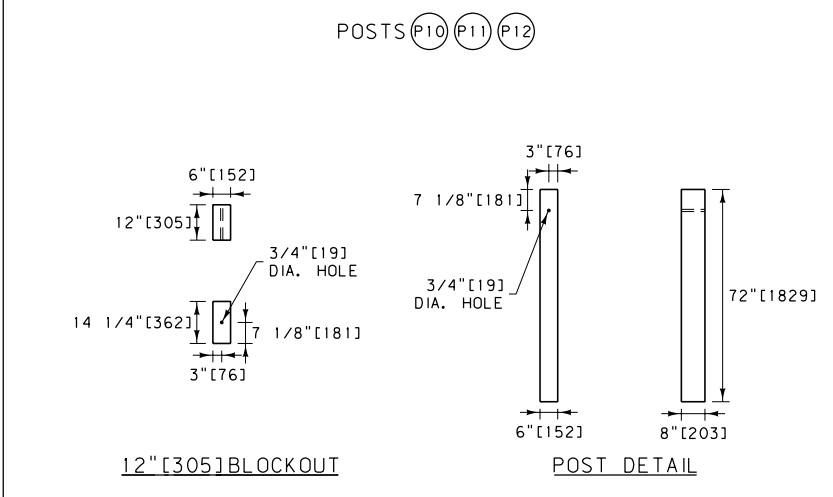 POSTS P10 P11 P12
6"[152]
12"[305]
3/4"[19]
DIA. HOLE
14 1/4"[362]
7 1/8"[181]
3"[76]
12"[305]BLOCKOUT
3"[76]
7 1/8"[181]
3/4"[19]
DIA. HOLE
72"[1829]
6"[152]
8"[203]
POST DETAIL